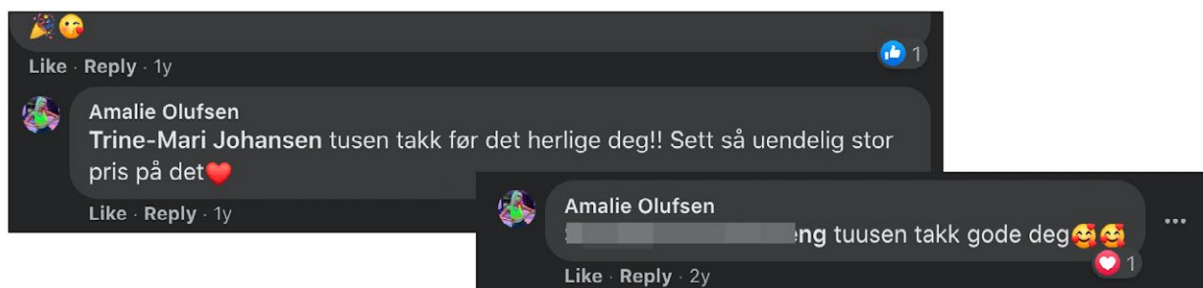 🎉😘
Like · Reply · 1y
1
Amalie Olufsen
Trine-Mari Johansen tusen takk før det herlige deg!! Sett så uendelig stor
pris på det❤️
Like · Reply · 1y
Amalie Olufsen
eng tuusen takk gode deg🥰🥰
1
Like · Reply · 2y